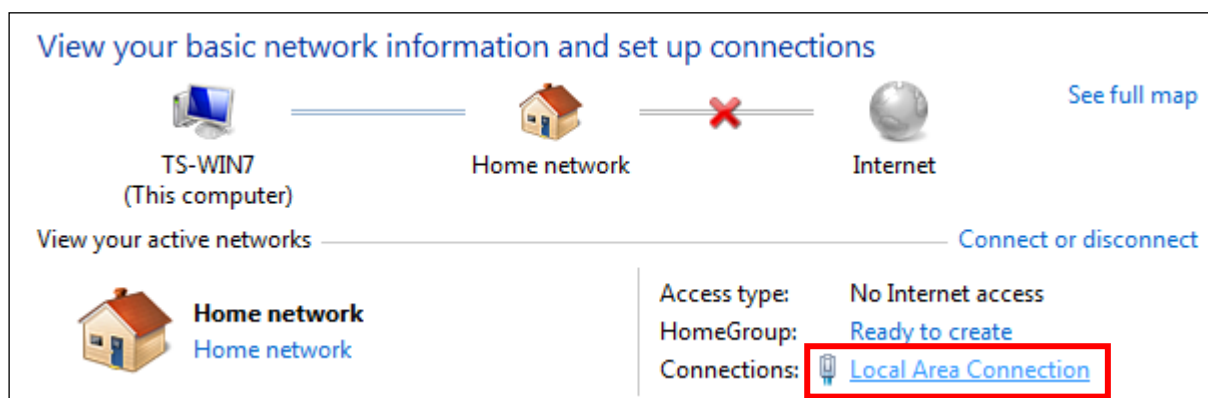 View your basic network information and set up connections
See full map
TS-WIN7
(This computer)
Home network
Internet
View your active networks
Connect or disconnect
Home network
Home network
Access type: No Internet access
HomeGroup: Ready to create
Connections: Local Area Connection